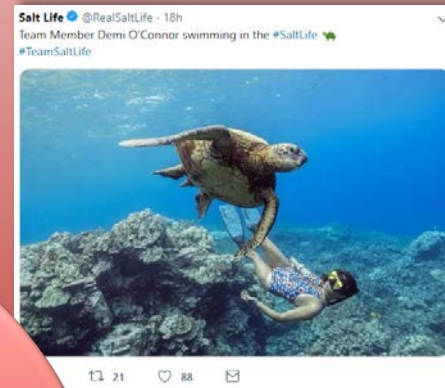 Salt Life @RealSaltLife · 18h
Team Member Demi O'Connor swimming in the #SaltLife 🐢
#TeamSaltLife
21 88